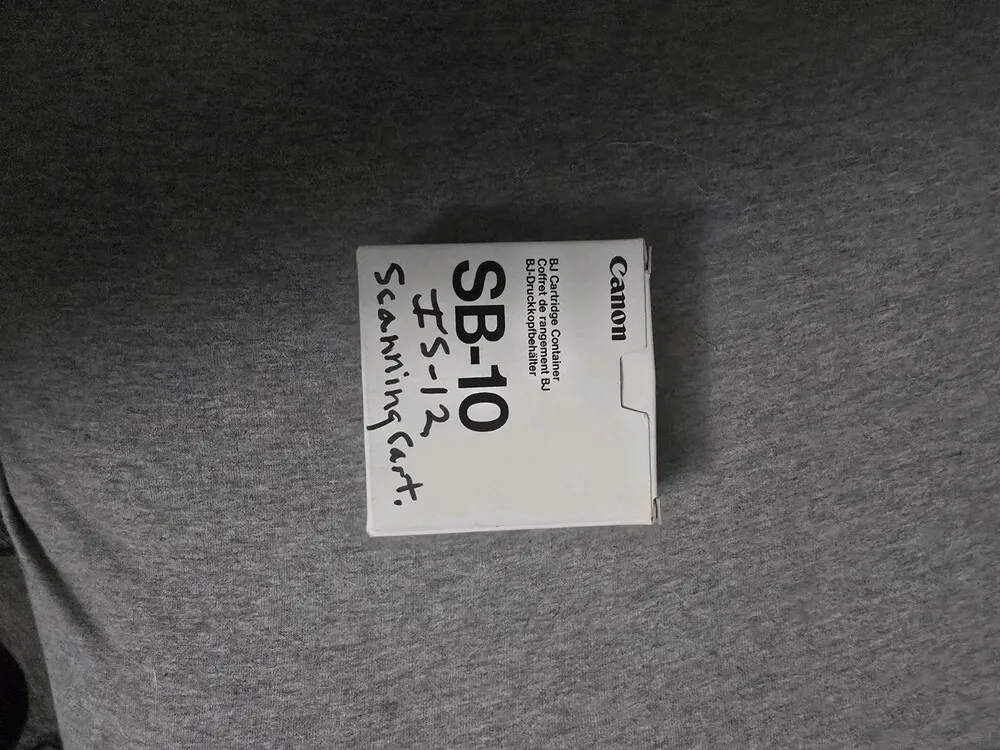 Canon
BJ Cartridge Container
Coffret de rangement BJ
BJ-Druckkopfbehälter
SB-10
IS-12
Scanning Cart.